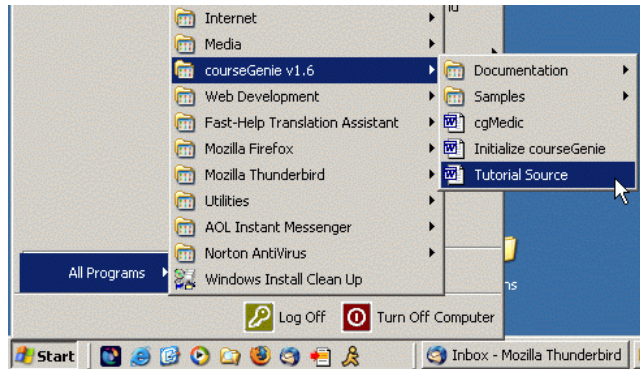 Internet
Media
courseGenie v1.6
Web Development
Fast-Help Translation Assistant
Mozilla Firefox
Mozilla Thunderbird
Utilities
AOL Instant Messenger
Norton AntiVirus
Windows Install Clean Up
Documentation
Samples
cgMedic
Initialize courseGenie
Tutorial Source
All Programs
Log Off
Turn Off Computer
Start
Inbox - Mozilla Thunderbird